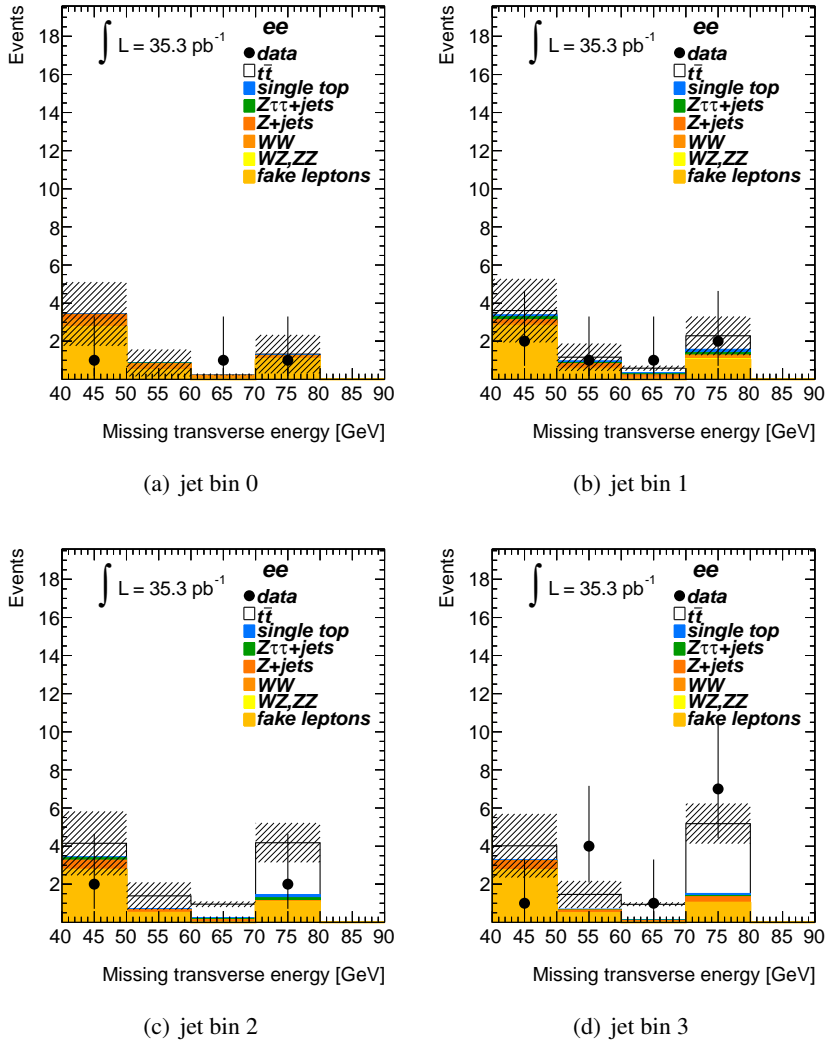 Events
∫ L = 35.3 pb-1
ee
data
tt̄
single top
Zττ+jets
Z+jets
WW
WZ,ZZ
fake leptons
18
16
14
12
10
8
6
4
2
40 45 50 55 60 65 70 75 80 85 90
Missing transverse energy [GeV]
(a) jet bin 0
Events
∫ L = 35.3 pb-1
ee
data
tt̄
single top
Zττ+jets
Z+jets
WW
WZ,ZZ
fake leptons
18
16
14
12
10
8
6
4
2
40 45 50 55 60 65 70 75 80 85 90
Missing transverse energy [GeV]
(b) jet bin 1
Events
∫ L = 35.3 pb-1
ee
data
tt̄
single top
Zττ+jets
Z+jets
WW
WZ,ZZ
fake leptons
18
16
14
12
10
8
6
4
2
40 45 50 55 60 65 70 75 80 85 90
Missing transverse energy [GeV]
(c) jet bin 2
Events
∫ L = 35.3 pb-1
ee
data
tt̄
single top
Zττ+jets
Z+jets
WW
WZ,ZZ
fake leptons
18
16
14
12
10
8
6
4
2
40 45 50 55 60 65 70 75 80 85 90
Missing transverse energy [GeV]
(d) jet bin 3